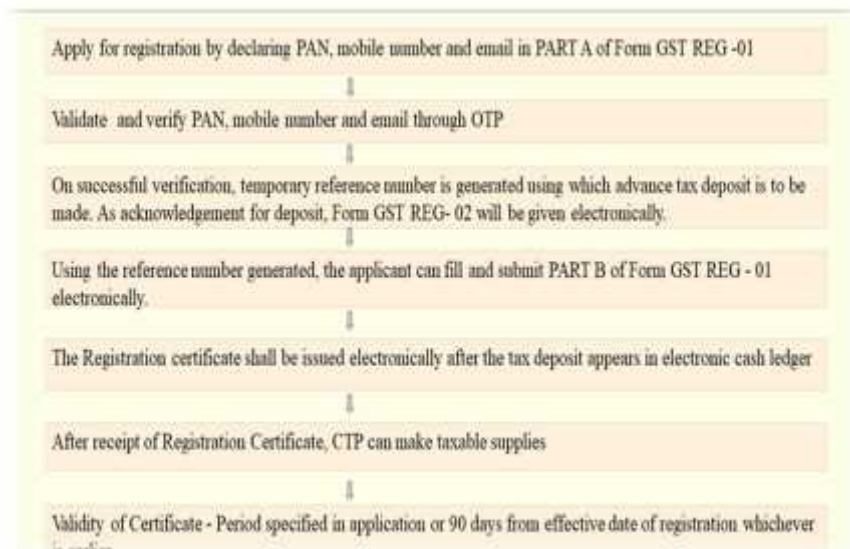 Apply for registration by declaring PAN, mobile number and email in PART A of Form GST REG -01
Validate and verify PAN, mobile number and email through OTP
On successful verification, temporary reference number is generated using which advance tax deposit is to be
made. As acknowledgement for deposit, Form GST REG- 02 will be given electronically.
Using the reference number generated, the applicant can fill and submit PART B of Form GST REG - 01
electronically.
The Registration certificate shall be issued electronically after the tax deposit appears in electronic cash ledger
After receipt of Registration Certificate, CTP can make taxable supplies
Validity of Certificate - Period specified in application or 90 days from effective date of registration whichever